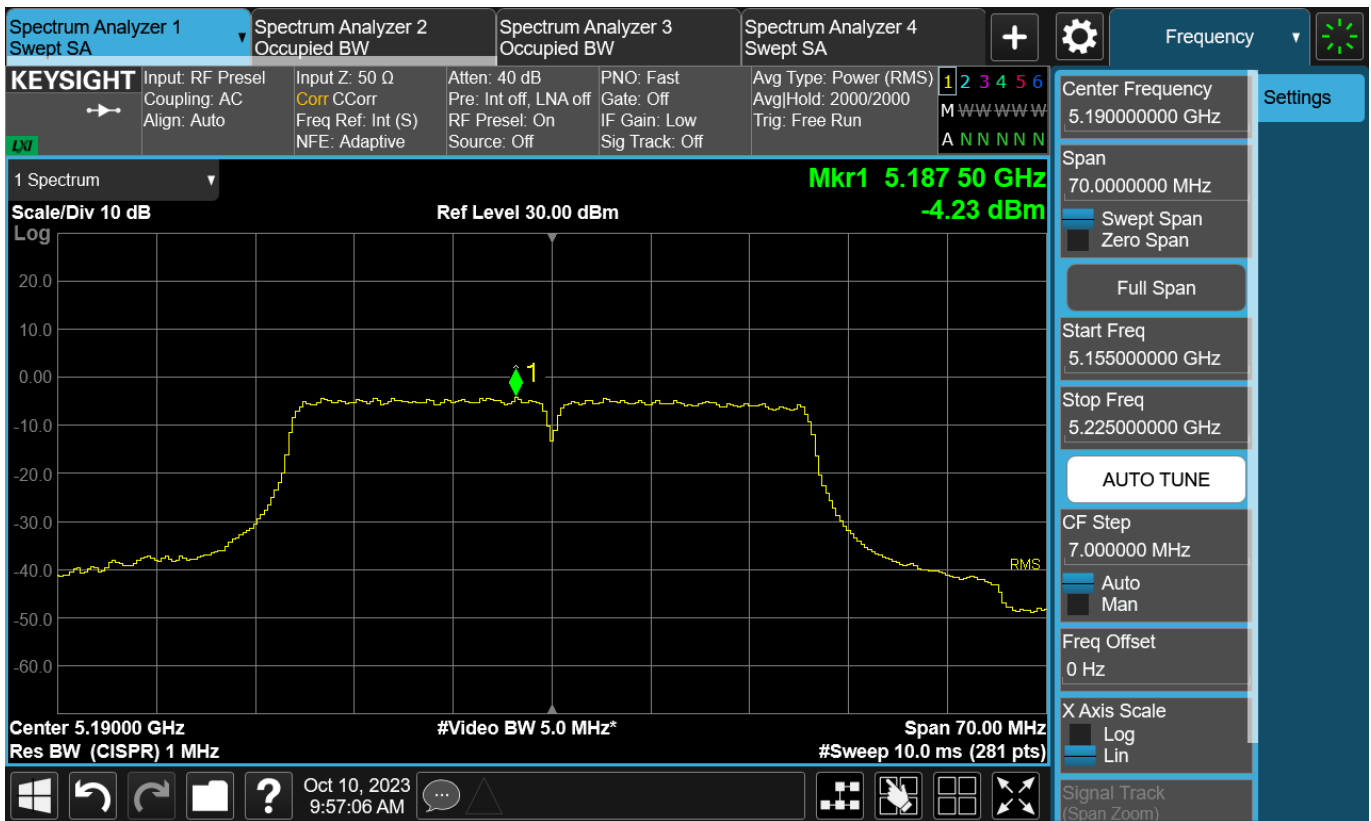 Spectrum Analyzer 1
Swept SA
Spectrum Analyzer 2
Occupied BW
Spectrum Analyzer 3
Occupied BW
Spectrum Analyzer 4
Swept SA
+
Frequency
KEYSIGHT
LXI
Input: RF Presel
Coupling: AC
Align: Auto
Input Z: 50 Ω
Corr CCorr
Freq Ref: Int (S)
NFE: Adaptive
Atten: 40 dB
Pre: Int off, LNA off
RF Presel: On
Source: Off
PNO: Fast
Gate: Off
IF Gain: Low
Sig Track: Off
Avg Type: Power (RMS)
Avg|Hold: 2000/2000
Trig: Free Run
1 2 3 4 5 6
M W W W W W
A N N N N N
1 Spectrum
Scale/Div 10 dB
Ref Level 30.00 dBm
Mkr1 5.187 50 GHz
-4.23 dBm
Log
20.0
10.0
0.00
-10.0
-20.0
-30.0
-40.0
-50.0
-60.0
1
RMS
Center 5.19000 GHz
#Video BW 5.0 MHz*
Span 70.00 MHz
Res BW (CISPR) 1 MHz
#Sweep 10.0 ms (281 pts)
Center Frequency
5.190000000 GHz
Span
70.0000000 MHz
Swept Span
Zero Span
Full Span
Start Freq
5.155000000 GHz
Stop Freq
5.225000000 GHz
AUTO TUNE
CF Step
7.000000 MHz
Auto
Man
Freq Offset
0 Hz
X Axis Scale
Log
Lin
Signal Track
(Span Zoom)
Settings
?
Oct 10, 2023
9:57:06 AM